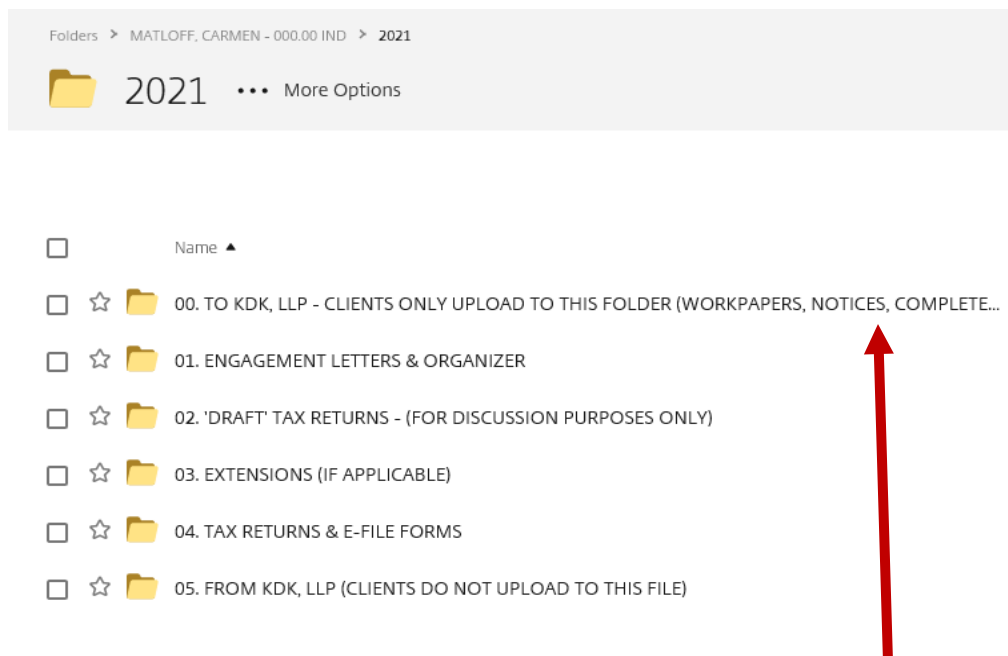 Folders > MATLOFF, CARMEN - 000.00 IND > 2021
2021 ••• More Options
Name ▲
00. TO KDK, LLP - CLIENTS ONLY UPLOAD TO THIS FOLDER (WORKPAPERS, NOTICES, COMPLETE...
01. ENGAGEMENT LETTERS & ORGANIZER
02. 'DRAFT' TAX RETURNS - (FOR DISCUSSION PURPOSES ONLY)
03. EXTENSIONS (IF APPLICABLE)
04. TAX RETURNS & E-FILE FORMS
05. FROM KDK, LLP (CLIENTS DO NOT UPLOAD TO THIS FILE)